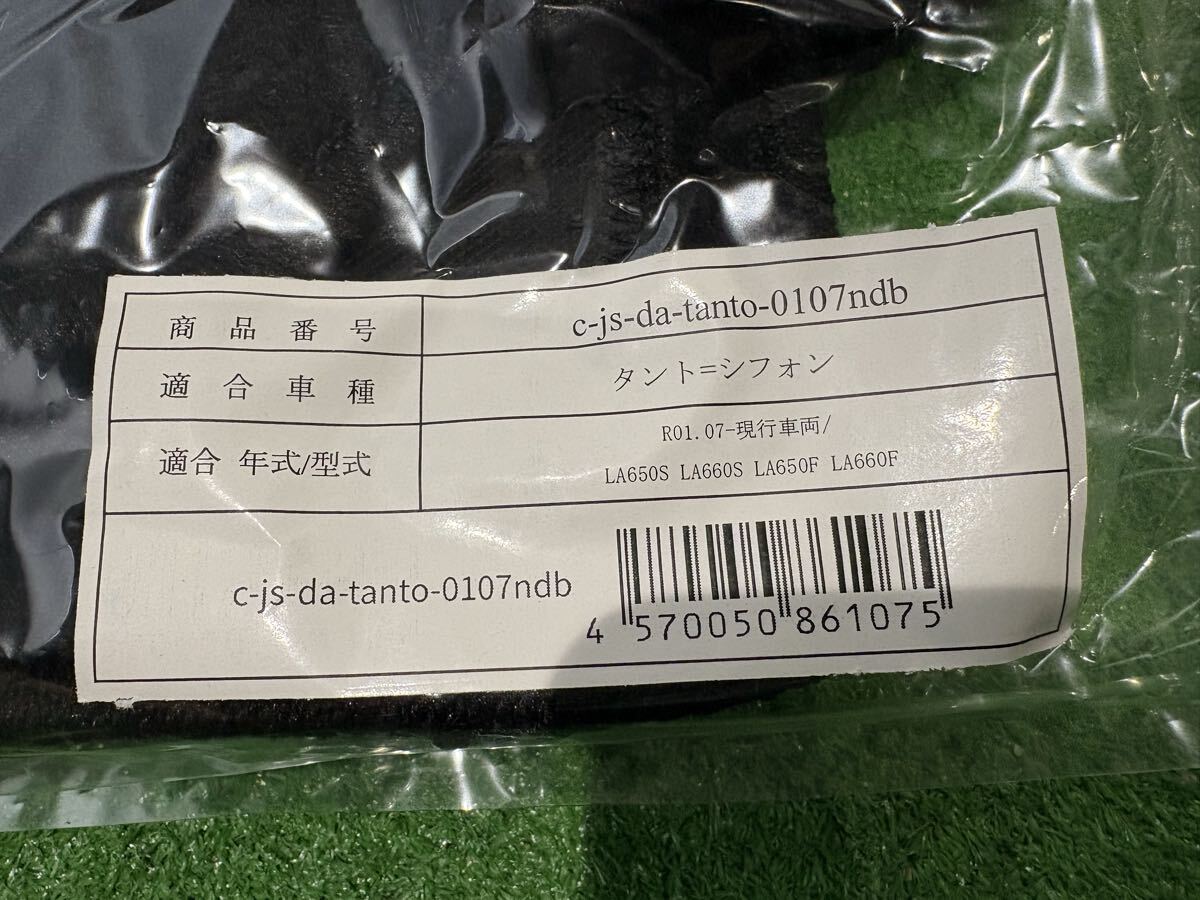 商品番号 c-js-da-tanto-0107ndb
適合車種 タント=シフォン
適合 年式/型式 R01.07-現行車両/
LA650S LA660S LA650F LA660F
c-js-da-tanto-0107ndb
4 570050 861075